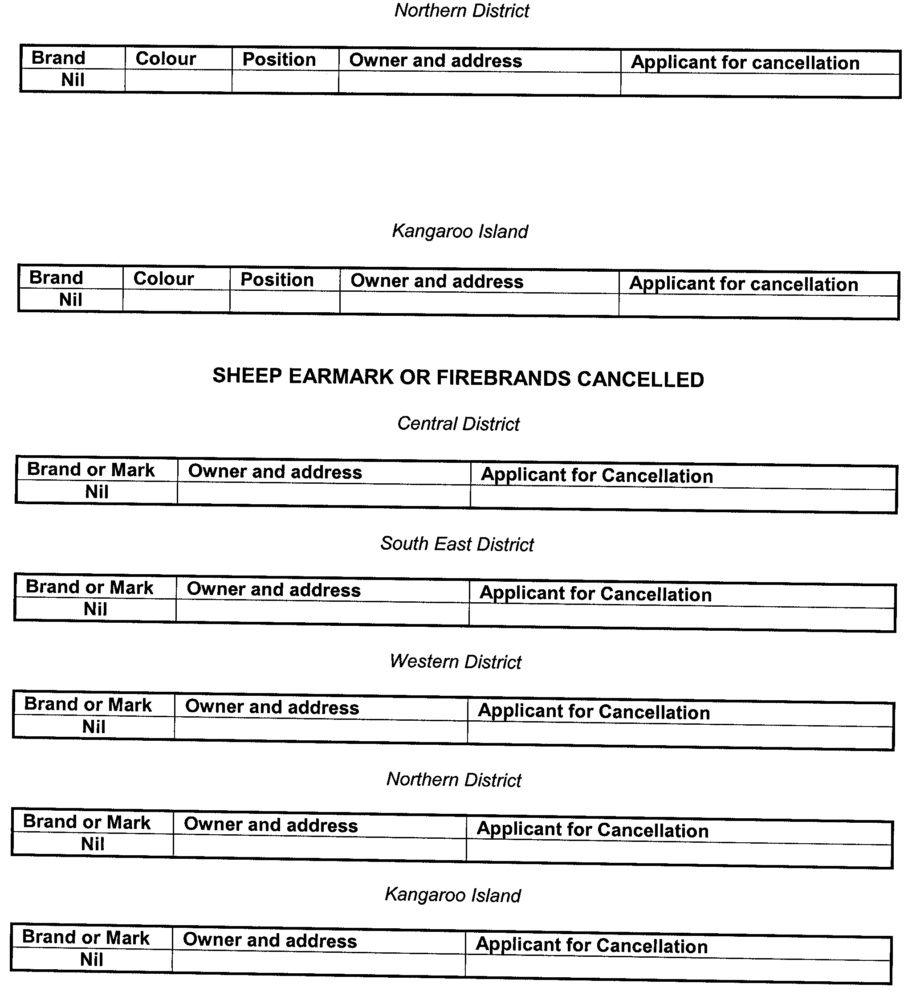 Northern District
Brand Colour Position Owner and address Applicant for cancellation
Nil
Kangaroo Island
Brand Colour Position Owner and address Applicant for cancellation
Nil
SHEEP EARMARK OR FIREBRANDS CANCELLED
Central District
Brand or Mark Owner and address Applicant for Cancellation
Nil
South East District
Brand or Mark Owner and address Applicant for Cancellation
Nil
Western District
Brand or Mark Owner and address Applicant for Cancellation
Nil
Northern District
Brand or Mark Owner and address Applicant for Cancellation
Nil
Kangaroo Island
Brand or Mark Owner and address Applicant for Cancellation
Nil